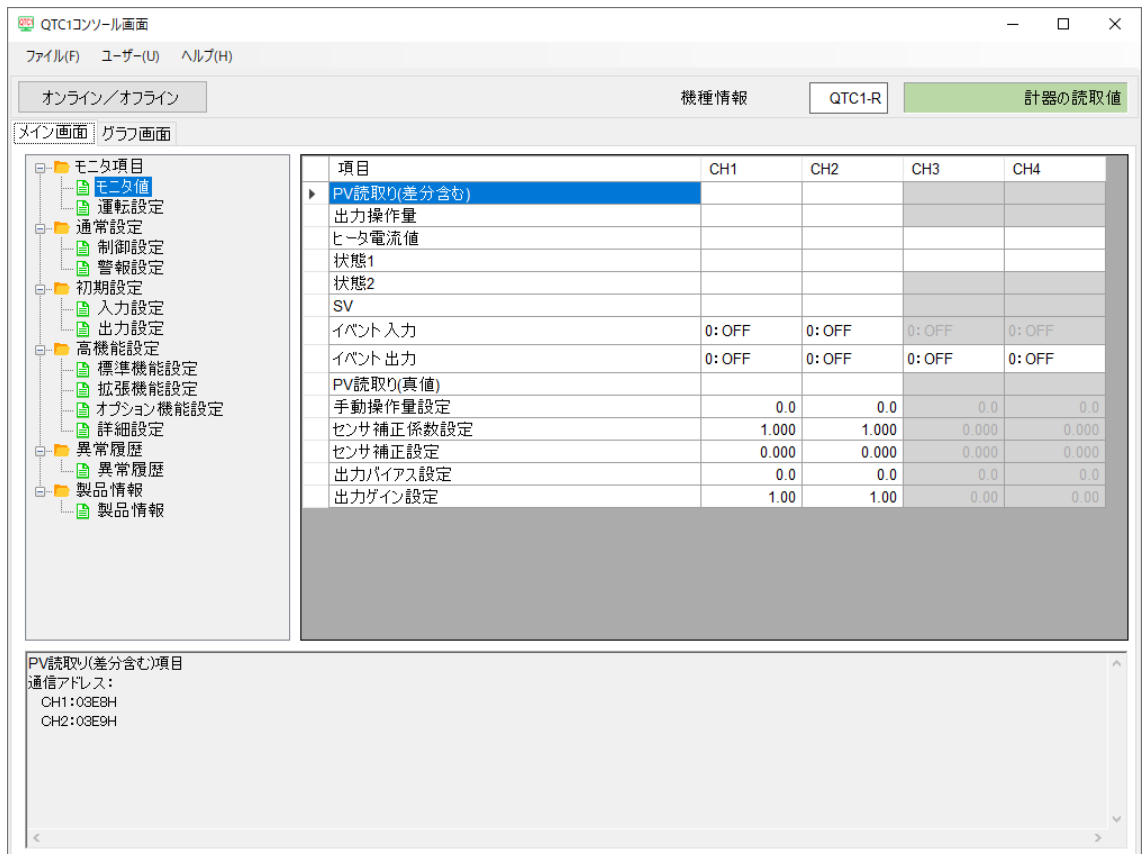 QTC1コンソール画面
ファイル(F) ユーザー(U) ヘルプ(H)
オンライン／オフライン 機種情報 QTC1-R 計器の読取値
メイン画面 グラフ画面
モニタ項目
モニタ値
運転設定
通常設定
制御設定
警報設定
初期設定
入力設定
出力設定
高機能設定
標準機能設定
拡張機能設定
オプション機能設定
詳細設定
異常履歴
異常履歴
製品情報
製品情報
項目 CH1 CH2 CH3 CH4
PV読取り(差分含む)
出力操作量
ヒータ電流値
状態1
状態2
SV
イベント入力 0: OFF 0: OFF 0: OFF 0: OFF
イベント出力 0: OFF 0: OFF 0: OFF 0: OFF
PV読取り(真値)
手動操作量設定 0.0 0.0 0.0 0.0
センサ補正係数設定 1.000 1.000 0.000 0.000
センサ補正設定 0.000 0.000 0.000 0.000
出力バイアス設定 0.0 0.0 0.0 0.0
出力ゲイン設定 1.00 1.00 0.00 0.00
PV読取り(差分含む)項目
通信アドレス：
CH1:03E8H
CH2:03E9H